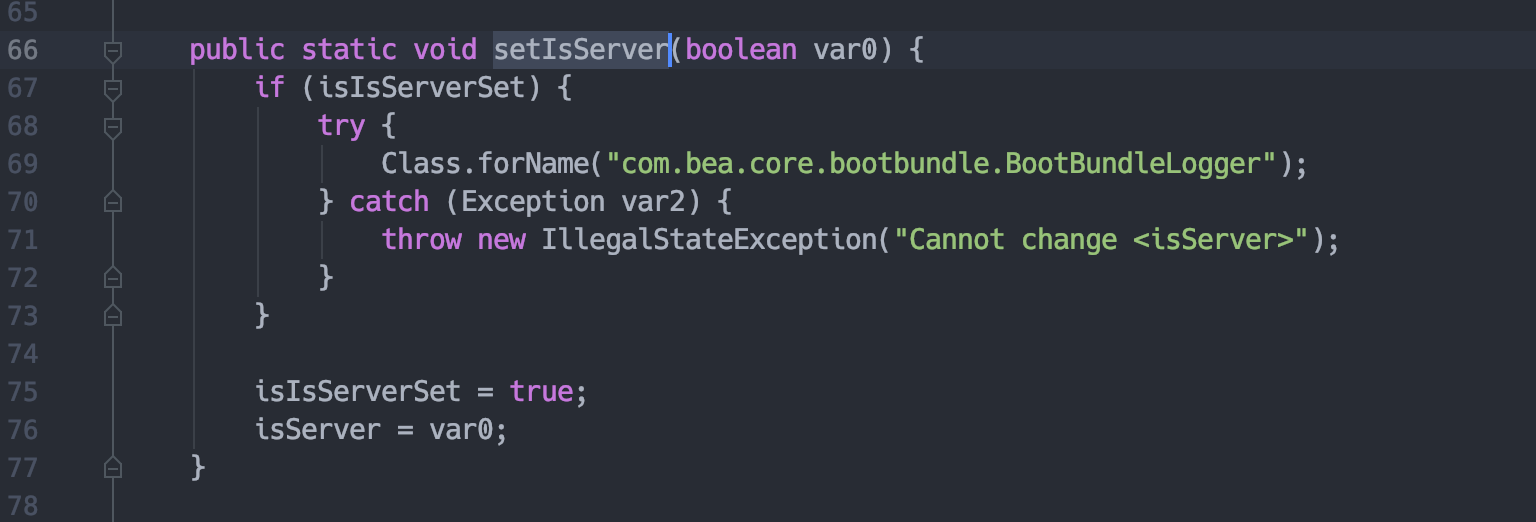 65
66 public static void setIsServer(boolean var0) {
67 if (isIsServerSet) {
68 try {
69 Class.forName("com.bea.core.bootbundle.BootBundleLogger");
70 } catch (Exception var2) {
71 throw new IllegalStateException("Cannot change <isServer>");
72 }
73 }
74
75 isIsServerSet = true;
76 isServer = var0;
77 }
78